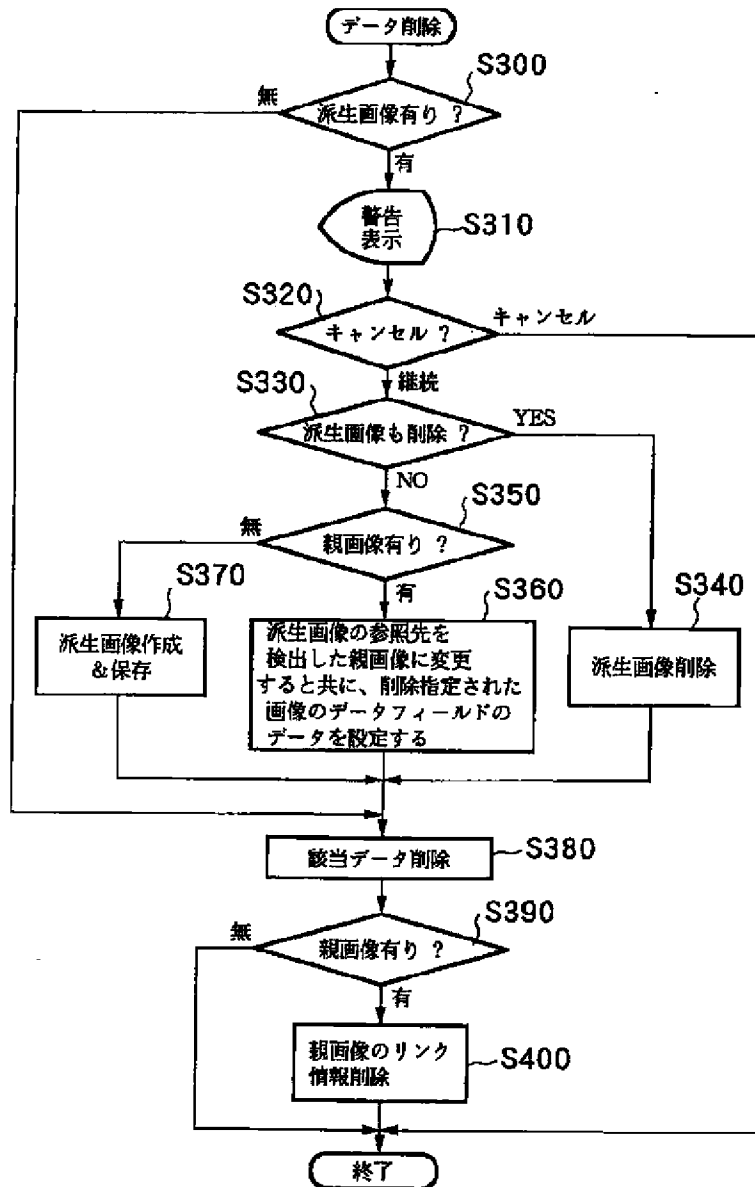 データ削除
S300
無
派生画像有り ?
有
警告
表示
S310
S320
キャンセル
キャンセル ?
継続
S330
派生画像も削除 ?
YES
NO
S350
無
親画像有り ?
有
S370
S360
S340
派生画像作成
&保存
派生画像の参照先を
検出した親画像に変更
すると共に、削除指定された
画像のデータフィールドの
データを設定する
派生画像削除
該当データ削除
S380
S390
無
親画像有り ?
有
親画像のリンク
情報削除
S400
終了